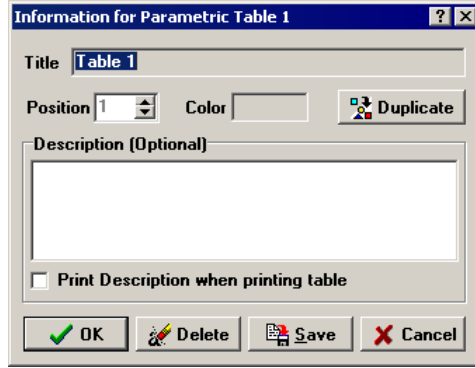 Information for Parametric Table 1
Title Table 1
Position 1 Color Duplicate
Description (Optional)
Print Description when printing table
OK Delete Save Cancel